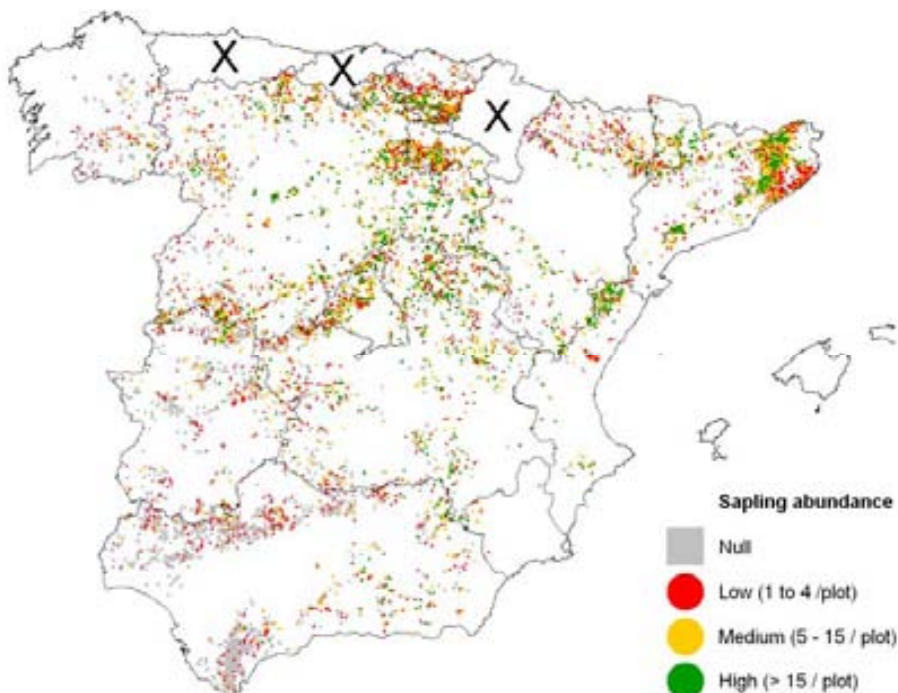 X
X
X
Sapling abundance
Null
Low (1 to 4 /plot)
Medium (5 - 15 / plot)
High (> 15 / plot)